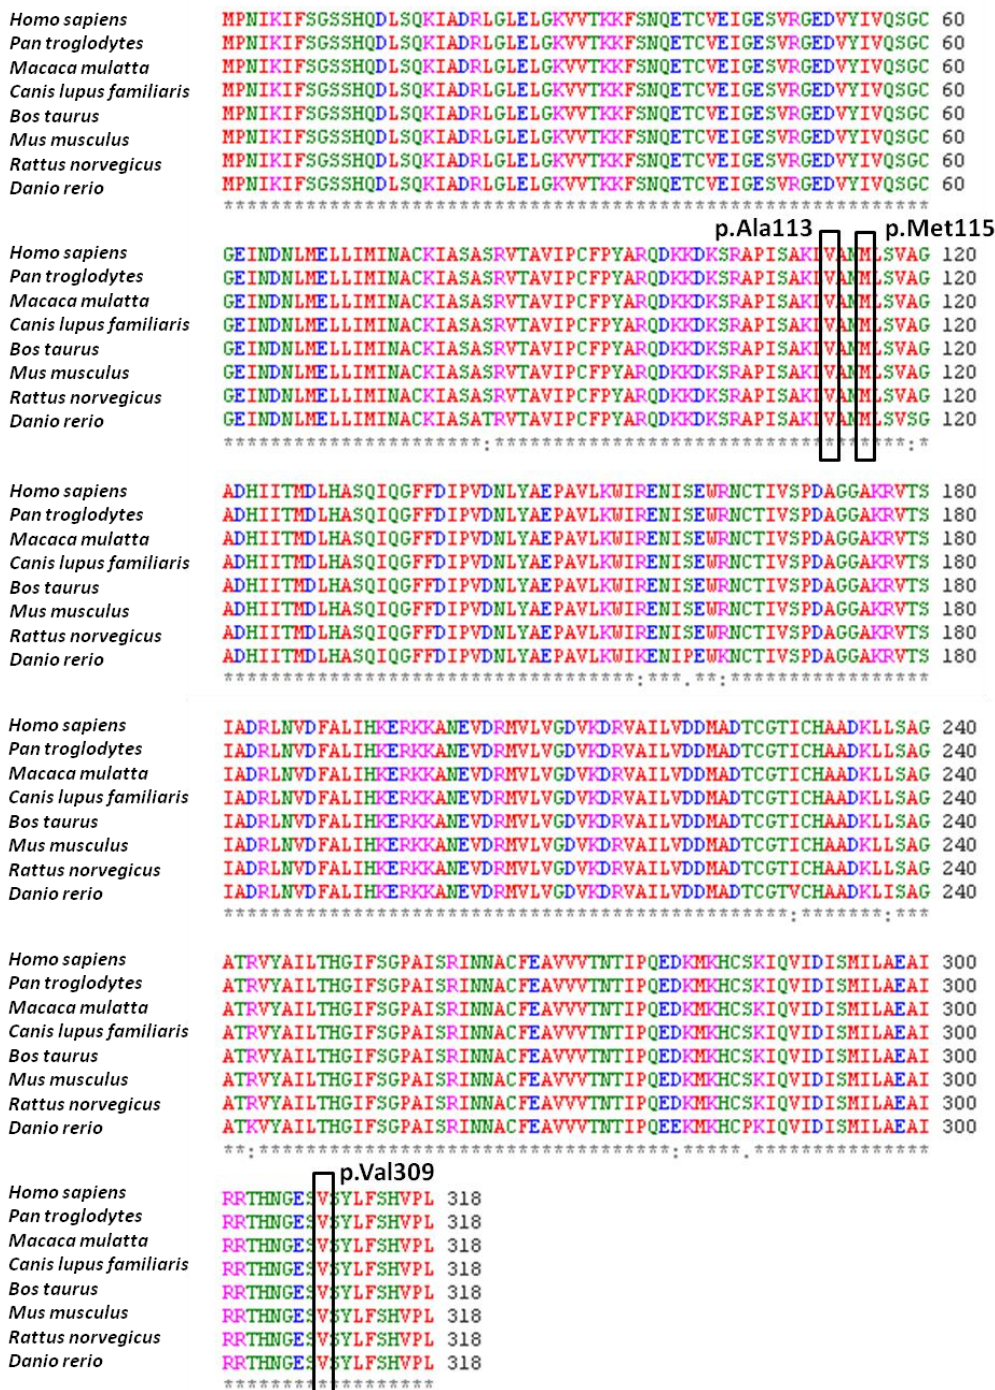 Homo sapiens MPNIKIFSGSSHQDLSQKIADRLGLELGKVVTKKFSNQETCVEIGESVRGEDVYIVQSGC 60
Pan troglodytes MPNIKIFSGSSHQDLSQKIADRLGLELGKVVTKKFSNQETCVEIGESVRGEDVYIVQSGC 60
Macaca mulatta MPNIKIFSGSSHQDLSQKIADRLGLELGKVVTKKFSNQETCVEIGESVRGEDVYIVQSGC 60
Canis lupus familiaris MPNIKIFSGSSHQDLSQKIADRLGLELGKVVTKKFSNQETCVEIGESVRGEDVYIVQSGC 60
Bos taurus MPNIKIFSGSSHQDLSQKIADRLGLELGKVVTKKFSNQETCVEIGESVRGEDVYIVQSGC 60
Mus musculus MPNIKIFSGSSHQDLSQKIADRLGLELGKVVTKKFSNQETCVEIGESVRGEDVYIVQSGC 60
Rattus norvegicus MPNIKIFSGSSHQDLSQKIADRLGLELGKVVTKKFSNQETCVEIGESVRGEDVYIVQSGC 60
Danio rerio MPNIKIFSGSSHQDLSQKIADRLGLELGKVVTKKFSNQETCVEIGESVRGEDVYIVQSGC 60
************************************************************
p.Ala113 p.Met115
Homo sapiens GEINDNLMELLIMINACKIASASRVTAVIPCFPYARQDKKDKSRAPISAKLVANMLSVAG 120
Pan troglodytes GEINDNLMELLIMINACKIASASRVTAVIPCFPYARQDKKDKSRAPISAKLVANMLSVAG 120
Macaca mulatta GEINDNLMELLIMINACKIASASRVTAVIPCFPYARQDKKDKSRAPISAKLVANMLSVAG 120
Canis lupus familiaris GEINDNLMELLIMINACKIASASRVTAVIPCFPYARQDKKDKSRAPISAKLVANMLSVAG 120
Bos taurus GEINDNLMELLIMINACKIASASRVTAVIPCFPYARQDKKDKSRAPISAKLVANMLSVAG 120
Mus musculus GEINDNLMELLIMINACKIASASRVTAVIPCFPYARQDKKDKSRAPISAKLVANMLSVAG 120
Rattus norvegicus GEINDNLMELLIMINACKIASASRVTAVIPCFPYARQDKKDKSRAPISAKLVANMLSVAG 120
Danio rerio GEINDNLMELLIMINACKIASATRVTAVIPCFPYARQDKKDKSRAPISAKLVANMLSVSG 120
**********************:***********************************:*
Homo sapiens ADHIITMDLHASQIQGFFDIPVDNLYAEPAVLKWIRENISEWRNCTIVSPDAGGAKRVTS 180
Pan troglodytes ADHIITMDLHASQIQGFFDIPVDNLYAEPAVLKWIRENISEWRNCTIVSPDAGGAKRVTS 180
Macaca mulatta ADHIITMDLHASQIQGFFDIPVDNLYAEPAVLKWIRENISEWRNCTIVSPDAGGAKRVTS 180
Canis lupus familiaris ADHIITMDLHASQIQGFFDIPVDNLYAEPAVLKWIRENISEWRNCTIVSPDAGGAKRVTS 180
Bos taurus ADHIITMDLHASQIQGFFDIPVDNLYAEPAVLKWIRENISEWRNCTIVSPDAGGAKRVTS 180
Mus musculus ADHIITMDLHASQIQGFFDIPVDNLYAEPAVLKWIRENISEWRNCTIVSPDAGGAKRVTS 180
Rattus norvegicus ADHIITMDLHASQIQGFFDIPVDNLYAEPAVLKWIRENISEWRNCTIVSPDAGGAKRVTS 180
Danio rerio ADHIITMDLHASQIQGFFDIPVDNLYAEPAVLKWIKENIPEWKNCTIVSPDAGGAKRVTS 180
***********************************:***.**:*****************
Homo sapiens IADRLNVDFALIHKERKKANEVDRMVLVGDVKDRVAILVDDMADTCGTICHAADKLLSAG 240
Pan troglodytes IADRLNVDFALIHKERKKANEVDRMVLVGDVKDRVAILVDDMADTCGTICHAADKLLSAG 240
Macaca mulatta IADRLNVDFALIHKERKKANEVDRMVLVGDVKDRVAILVDDMADTCGTICHAADKLLSAG 240
Canis lupus familiaris IADRLNVDFALIHKERKKANEVDRMVLVGDVKDRVAILVDDMADTCGTICHAADKLLSAG 240
Bos taurus IADRLNVDFALIHKERKKANEVDRMVLVGDVKDRVAILVDDMADTCGTICHAADKLLSAG 240
Mus musculus IADRLNVDFALIHKERKKANEVDRMVLVGDVKDRVAILVDDMADTCGTICHAADKLLSAG 240
Rattus norvegicus IADRLNVDFALIHKERKKANEVDRMVLVGDVKDRVAILVDDMADTCGTICHAADKLLSAG 240
Danio rerio IADRLNVDFALIHKERKKANEVDRMVLVGDVKDRVAILVDDMADTCGTVCHAADKLISAG 240
************************************************:*******:***
Homo sapiens ATRVYAILTHGIFSGPAISRINNACFEAVVVTNTIPQEDKMKHCSKIQVIDISMILAEAI 300
Pan troglodytes ATRVYAILTHGIFSGPAISRINNACFEAVVVTNTIPQEDKMKHCSKIQVIDISMILAEAI 300
Macaca mulatta ATRVYAILTHGIFSGPAISRINNACFEAVVVTNTIPQEDKMKHCSKIQVIDISMILAEAI 300
Canis lupus familiaris ATRVYAILTHGIFSGPAISRINNACFEAVVVTNTIPQEDKMKHCSKIQVIDISMILAEAI 300
Bos taurus ATRVYAILTHGIFSGPAISRINNACFEAVVVTNTIPQEDKMKHCSKIQVIDISMILAEAI 300
Mus musculus ATRVYAILTHGIFSGPAISRINNACFEAVVVTNTIPQEDKMKHCSKIQVIDISMILAEAI 300
Rattus norvegicus ATRVYAILTHGIFSGPAISRINNACFEAVVVTNTIPQEDKMKHCSKIQVIDISMILAEAI 300
Danio rerio ATKVYAILTHGIFSGPAISRINNACFEAVVVTNTIPQEEKMKHCPKIQVIDISMILAEAI 300
**:***********************************:*****.***************
p.Val309
Homo sapiens RRTHNGESVSYLFSHVPL 318
Pan troglodytes RRTHNGESVSYLFSHVPL 318
Macaca mulatta RRTHNGESVSYLFSHVPL 318
Canis lupus familiaris RRTHNGESVSYLFSHVPL 318
Bos taurus RRTHNGESVSYLFSHVPL 318
Mus musculus RRTHNGESVSYLFSHVPL 318
Rattus norvegicus RRTHNGESVSYLFSHVPL 318
Danio rerio RRTHNGESVSYLFSHVPL 318
******************